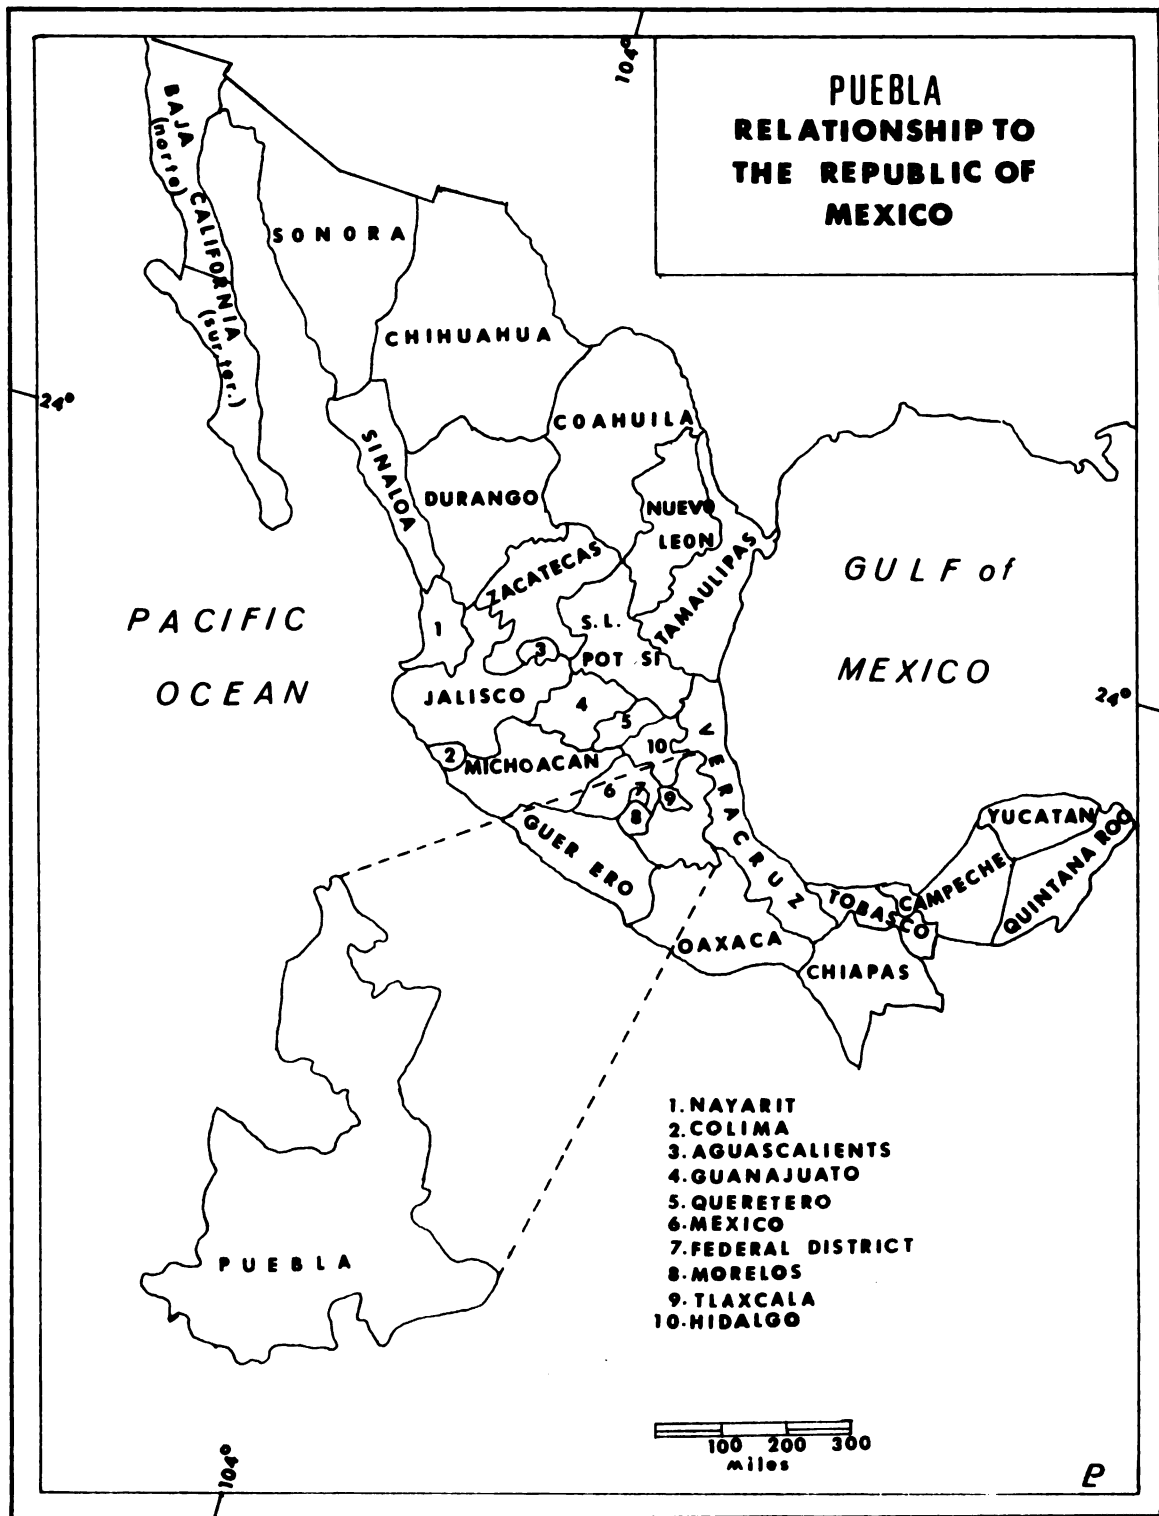 104°
PUEBLA
RELATIONSHIP TO
THE REPUBLIC OF
MEXICO
BAJA
(norte)
CALIFORNIA
(sur ter.)
SONORA
CHIHUAHUA
24°
COAHUILA
SINALOA
DURANGO
NUEVO
LEON
ZACATECAS
TAMAULIPAS
GULF of
MEXICO
PACIFIC
OCEAN
1
S.L.
POT SI
3
JALISCO
4
5
24°
2
MICHOACAN
10
VERACRUZ
6
7
8
9
GUER ERO
YUCATAN
QUINTANA ROO
CAMPECHE
TOBASCO
OAXACA
CHIAPAS
PUEBLA
1. NAYARIT
2. COLIMA
3. AGUASCALIENTS
4. GUANAJUATO
5. QUERETERO
6. MEXICO
7. FEDERAL DISTRICT
8. MORELOS
9. TLAXCALA
10. HIDALGO
100 200 300
Miles
104°